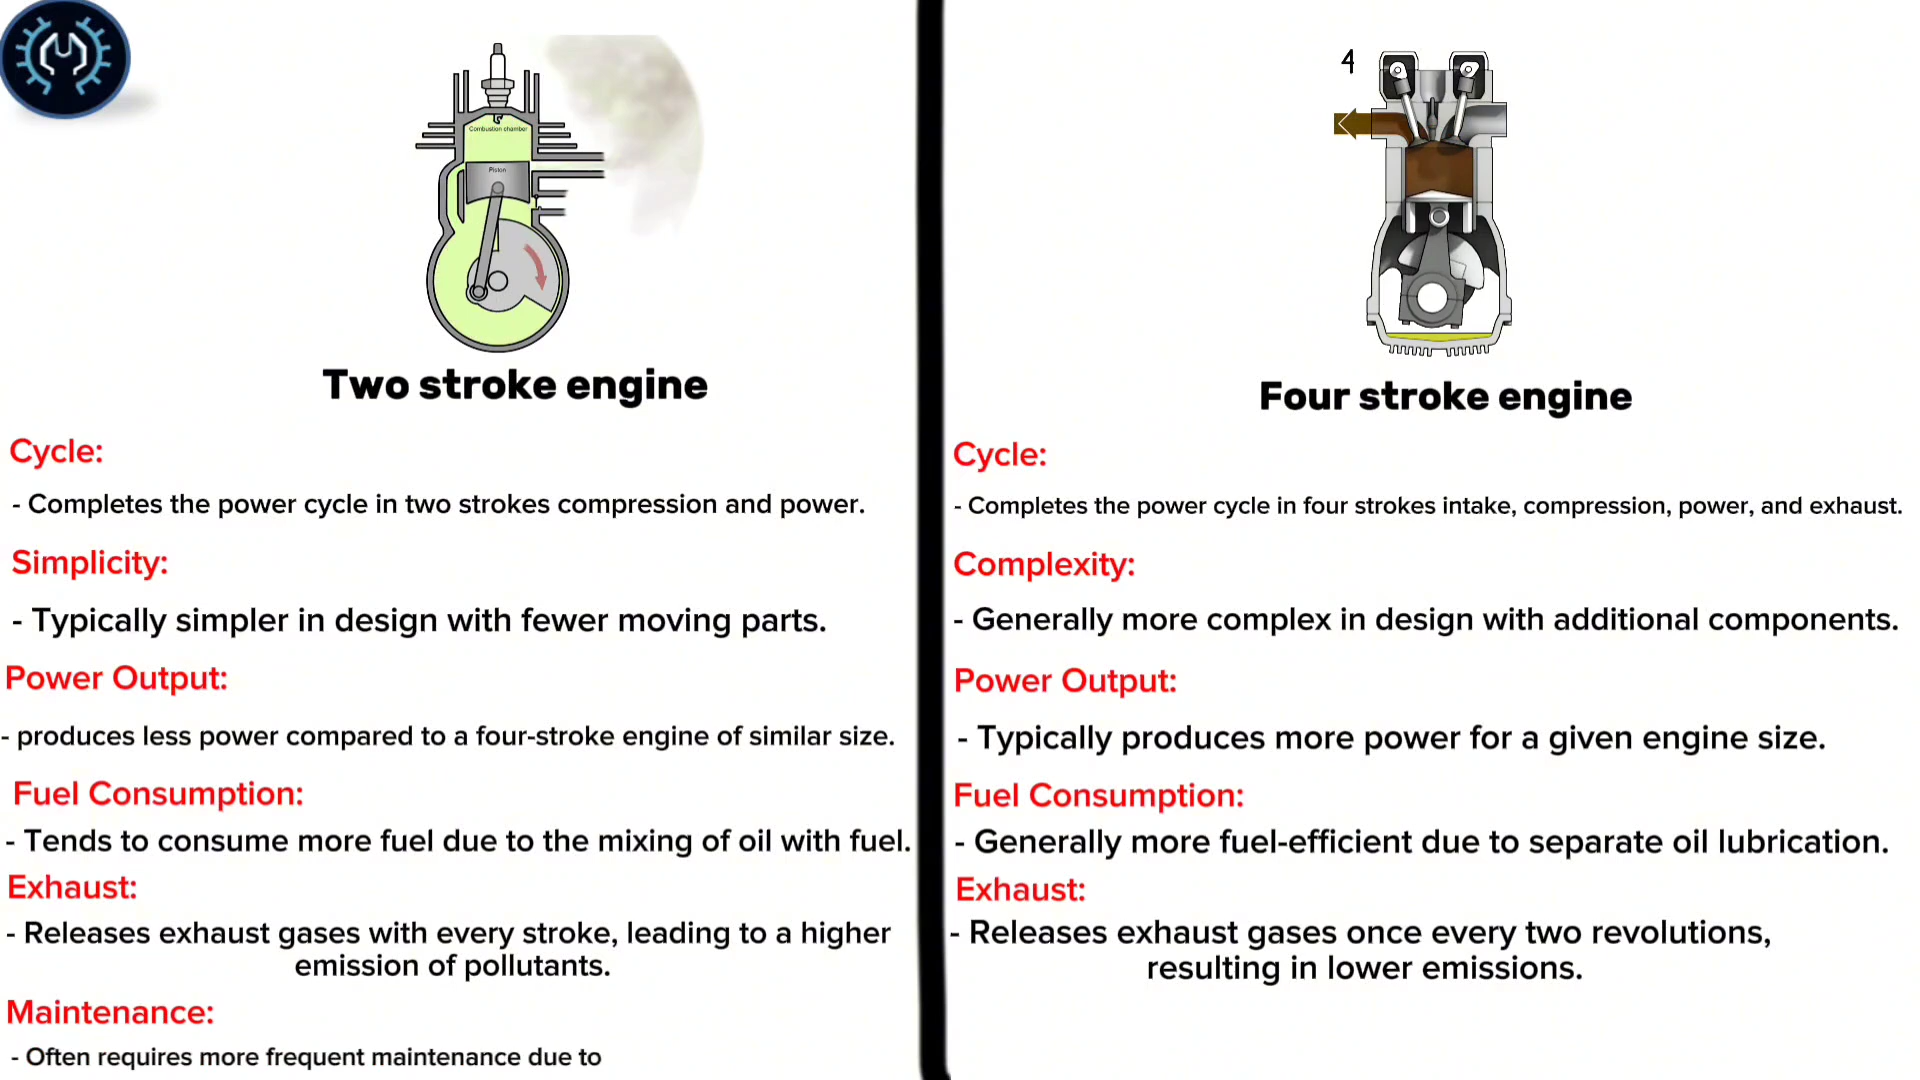 Combustion chamber
Piston
Two stroke engine
Cycle:
- Completes the power cycle in two strokes compression and power.
Simplicity:
- Typically simpler in design with fewer moving parts.
Power Output:
- produces less power compared to a four-stroke engine of similar size.
Fuel Consumption:
- Tends to consume more fuel due to the mixing of oil with fuel.
Exhaust:
- Releases exhaust gases with every stroke, leading to a higher
emission of pollutants.
Maintenance:
- Often requires more frequent maintenance due to
4
Four stroke engine
Cycle:
- Completes the power cycle in four strokes intake, compression, power, and exhaust.
Complexity:
- Generally more complex in design with additional components.
Power Output:
- Typically produces more power for a given engine size.
Fuel Consumption:
- Generally more fuel-efficient due to separate oil lubrication.
Exhaust:
- Releases exhaust gases once every two revolutions,
resulting in lower emissions.